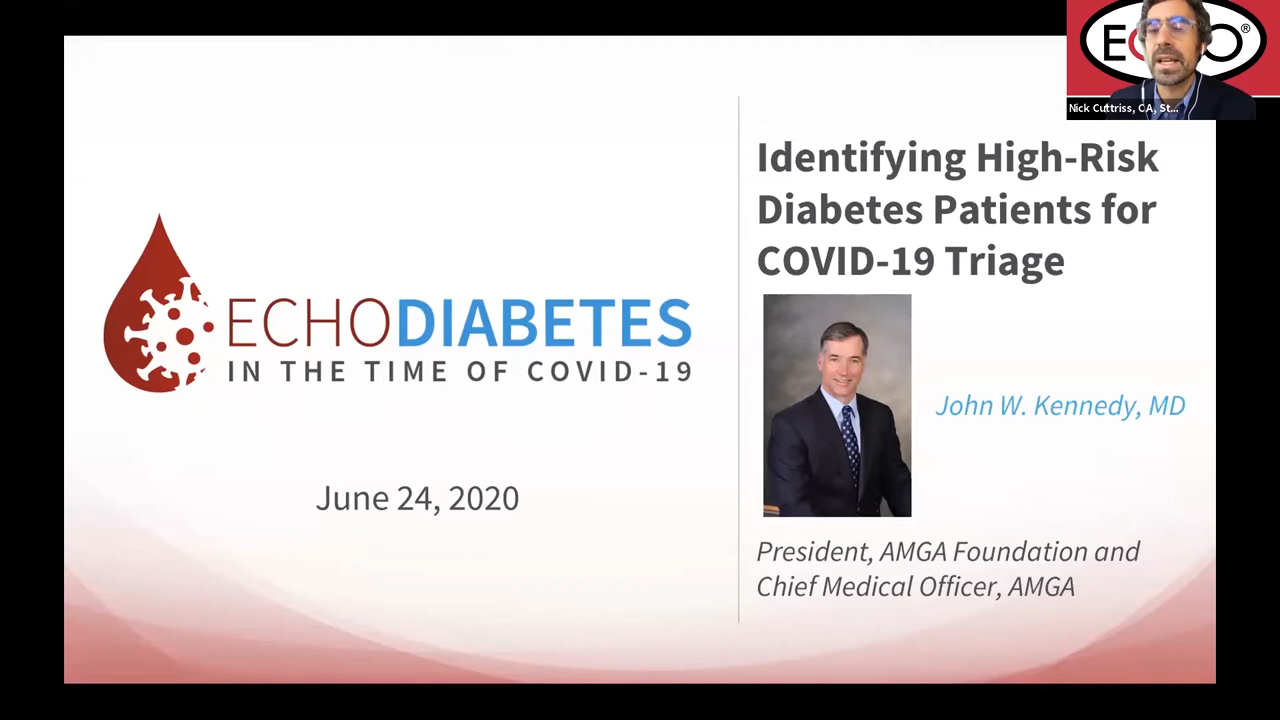 ECHO®
Nick Cuttriss, CA, St...
ECHODIABETES
IN THE TIME OF COVID-19
June 24, 2020
Identifying High-Risk
Diabetes Patients for
COVID-19 Triage
John W. Kennedy, MD
President, AMGA Foundation and
Chief Medical Officer, AMGA